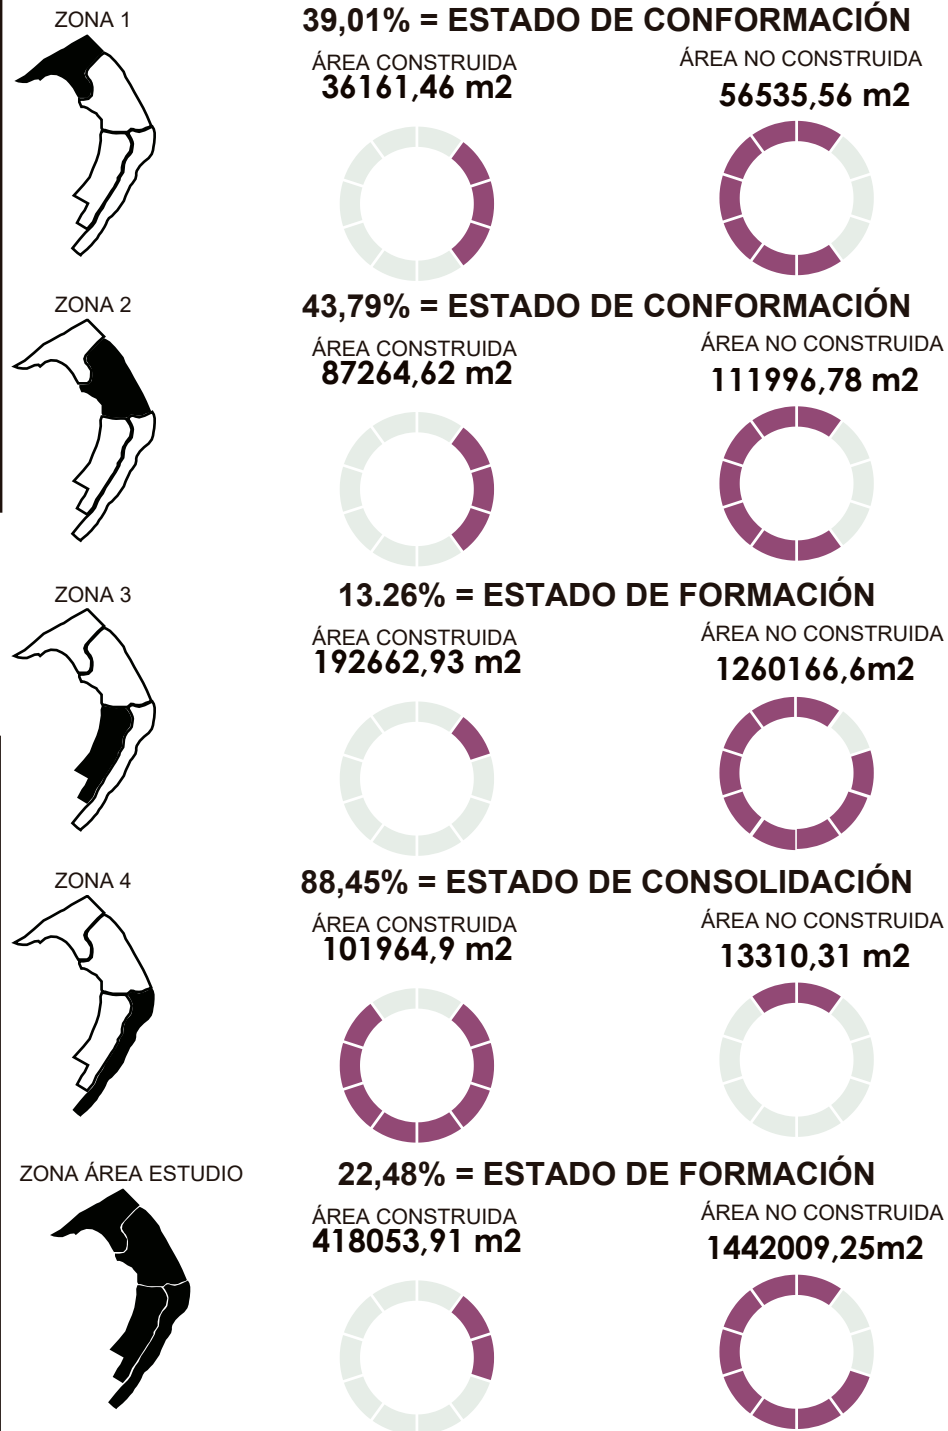 ZONA 1
39,01% = ESTADO DE CONFORMACIÓN
ÁREA CONSTRUIDA
36161,46 m2
ÁREA NO CONSTRUIDA
56535,56 m2
ZONA 2
43,79% = ESTADO DE CONFORMACIÓN
ÁREA CONSTRUIDA
87264,62 m2
ÁREA NO CONSTRUIDA
111996,78 m2
ZONA 3
13.26% = ESTADO DE FORMACIÓN
ÁREA CONSTRUIDA
192662,93 m2
ÁREA NO CONSTRUIDA
1260166,6m2
ZONA 4
88,45% = ESTADO DE CONSOLIDACIÓN
ÁREA CONSTRUIDA
101964,9 m2
ÁREA NO CONSTRUIDA
13310,31 m2
ZONA ÁREA ESTUDIO
22,48% = ESTADO DE FORMACIÓN
ÁREA CONSTRUIDA
418053,91 m2
ÁREA NO CONSTRUIDA
1442009,25m2